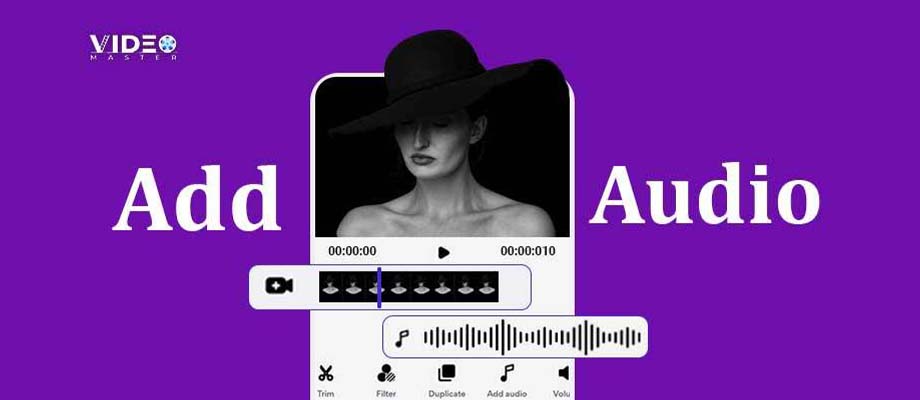 VIDEO
MASTER
Add
Audio
00:00:00
00:00:010
Trim
Filter
Duplicate
Add audio
Volu